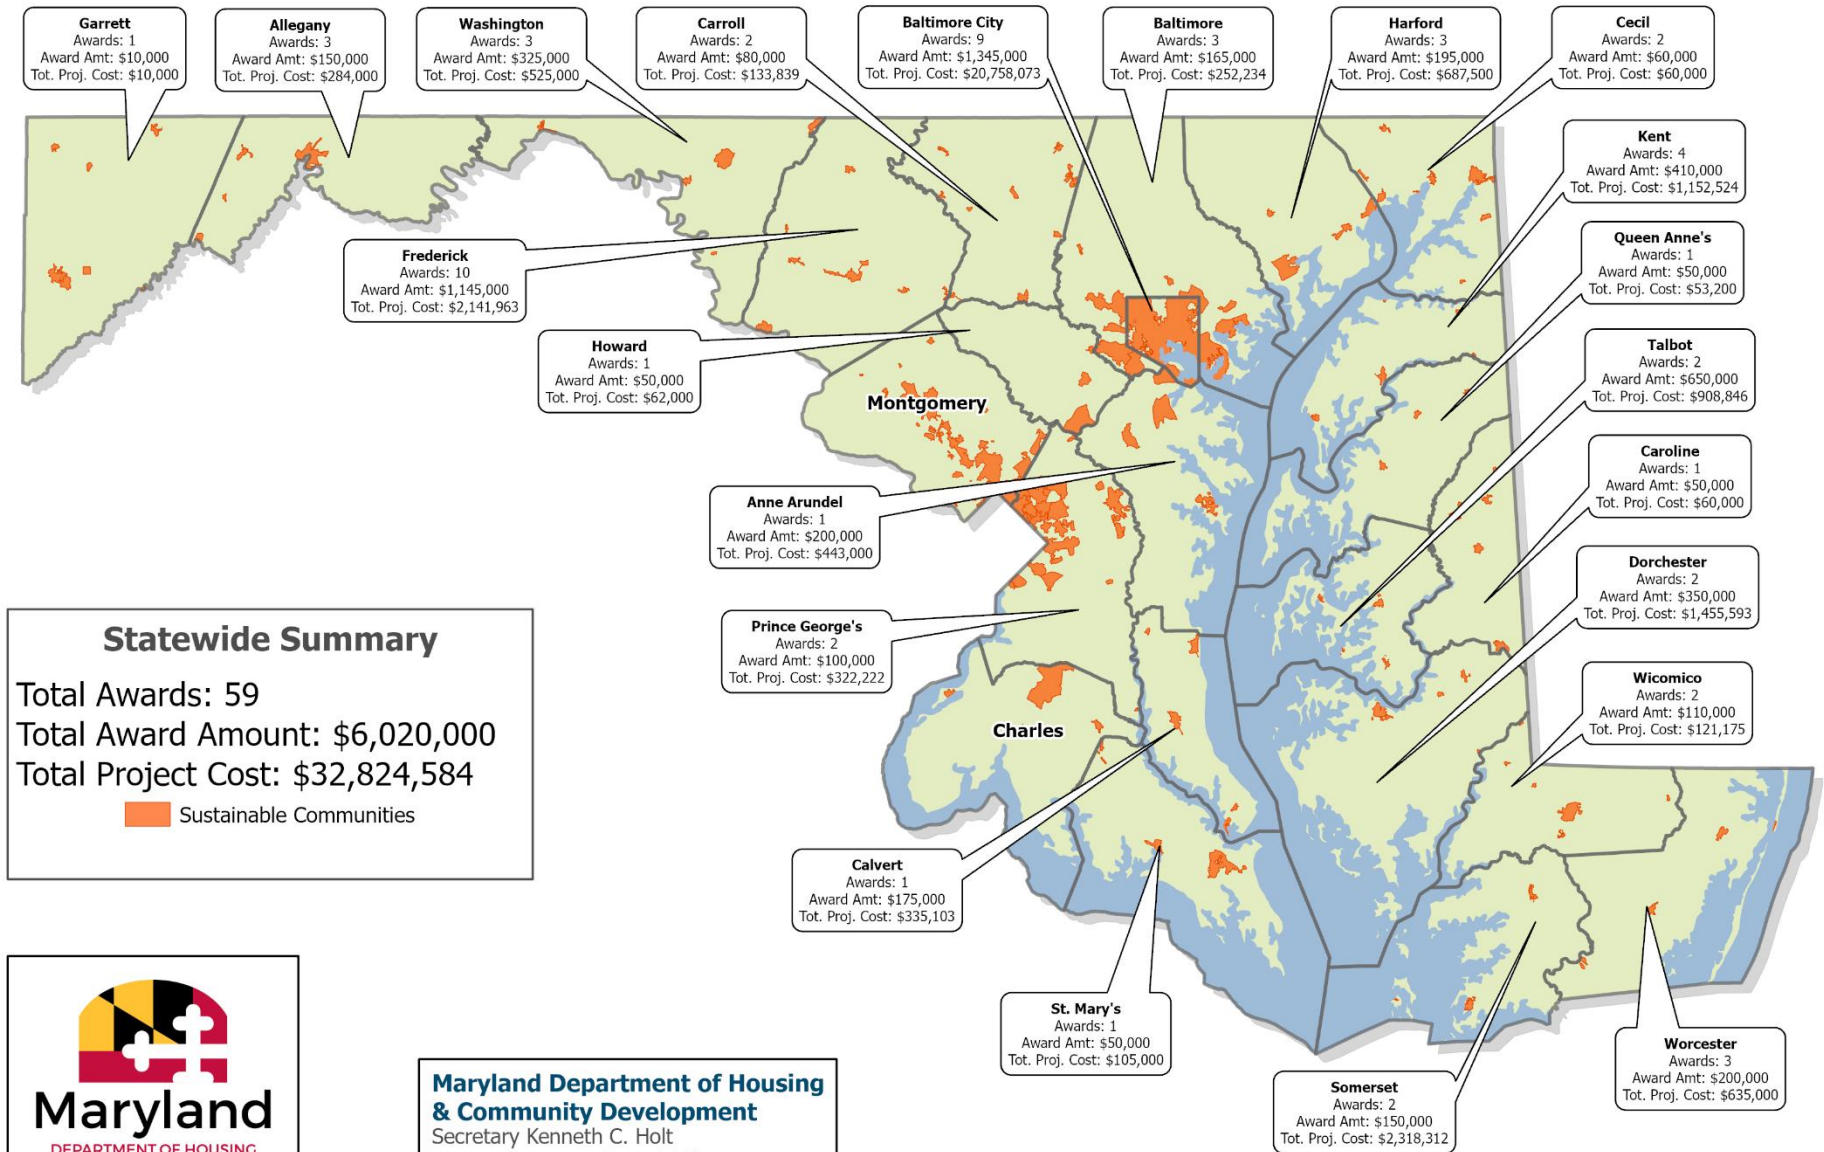 Garrett
Awards: 1
Award Amt: $10,000
Tot. Proj. Cost: $10,000
Allegany
Awards: 3
Award Amt: $150,000
Tot. Proj. Cost: $284,000
Washington
Awards: 3
Award Amt: $325,000
Tot. Proj. Cost: $525,000
Carroll
Awards: 2
Award Amt: $80,000
Tot. Proj. Cost: $133,839
Baltimore City
Awards: 9
Award Amt: $1,345,000
Tot. Proj. Cost: $20,758,073
Baltimore
Awards: 3
Award Amt: $165,000
Tot. Proj. Cost: $252,234
Harford
Awards: 3
Award Amt: $195,000
Tot. Proj. Cost: $687,500
Cecil
Awards: 2
Award Amt: $60,000
Tot. Proj. Cost: $60,000
Kent
Awards: 4
Award Amt: $410,000
Tot. Proj. Cost: $1,152,524
Queen Anne's
Awards: 1
Award Amt: $50,000
Tot. Proj. Cost: $53,200
Frederick
Awards: 10
Award Amt: $1,145,000
Tot. Proj. Cost: $2,141,963
Howard
Awards: 1
Award Amt: $50,000
Tot. Proj. Cost: $62,000
Talbot
Awards: 2
Award Amt: $650,000
Tot. Proj. Cost: $908,846
Montgomery
Caroline
Awards: 1
Award Amt: $50,000
Tot. Proj. Cost: $60,000
Anne Arundel
Awards: 1
Award Amt: $200,000
Tot. Proj. Cost: $443,000
Dorchester
Awards: 2
Award Amt: $350,000
Tot. Proj. Cost: $1,455,593
Prince George's
Awards: 2
Award Amt: $100,000
Tot. Proj. Cost: $322,222
Wicomico
Awards: 2
Award Amt: $110,000
Tot. Proj. Cost: $121,175
Charles
Statewide Summary
Total Awards: 59
Total Award Amount: $6,020,000
Total Project Cost: $32,824,584
Sustainable Communities
Calvert
Awards: 1
Award Amt: $175,000
Tot. Proj. Cost: $335,103
St. Mary's
Awards: 1
Award Amt: $50,000
Tot. Proj. Cost: $105,000
Somerset
Awards: 2
Award Amt: $150,000
Tot. Proj. Cost: $2,318,312
Worcester
Awards: 3
Award Amt: $200,000
Tot. Proj. Cost: $635,000
Maryland
DEPARTMENT OF HOUSING
Maryland Department of Housing
& Community Development
Secretary Kenneth C. Holt